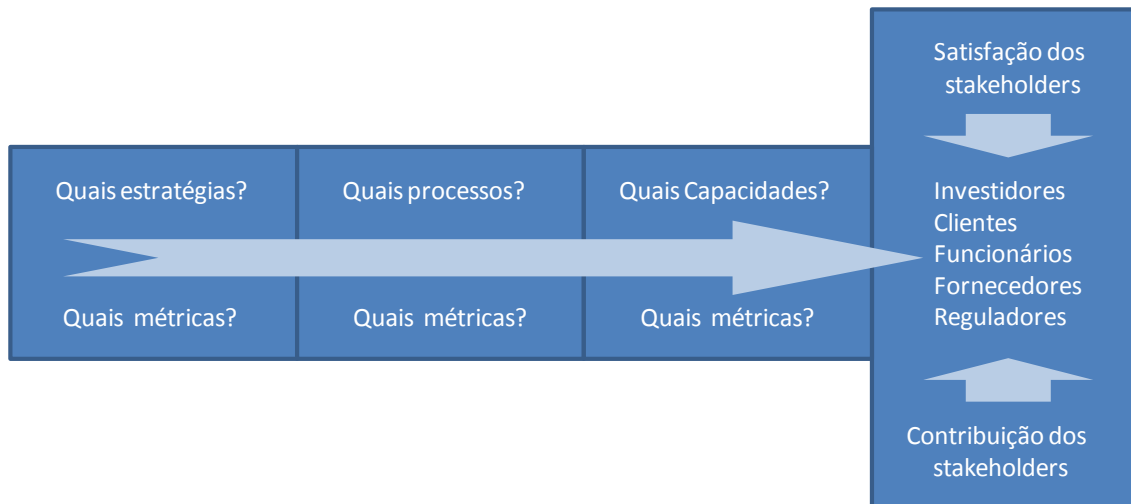 Satisfação dos
stakeholders
Quais estratégias?
Quais processos?
Quais Capacidades?
Investidores
Clientes
Funcionários
Fornecedores
Reguladores
Quais métricas?
Quais métricas?
Quais métricas?
Contribuição dos
stakeholders